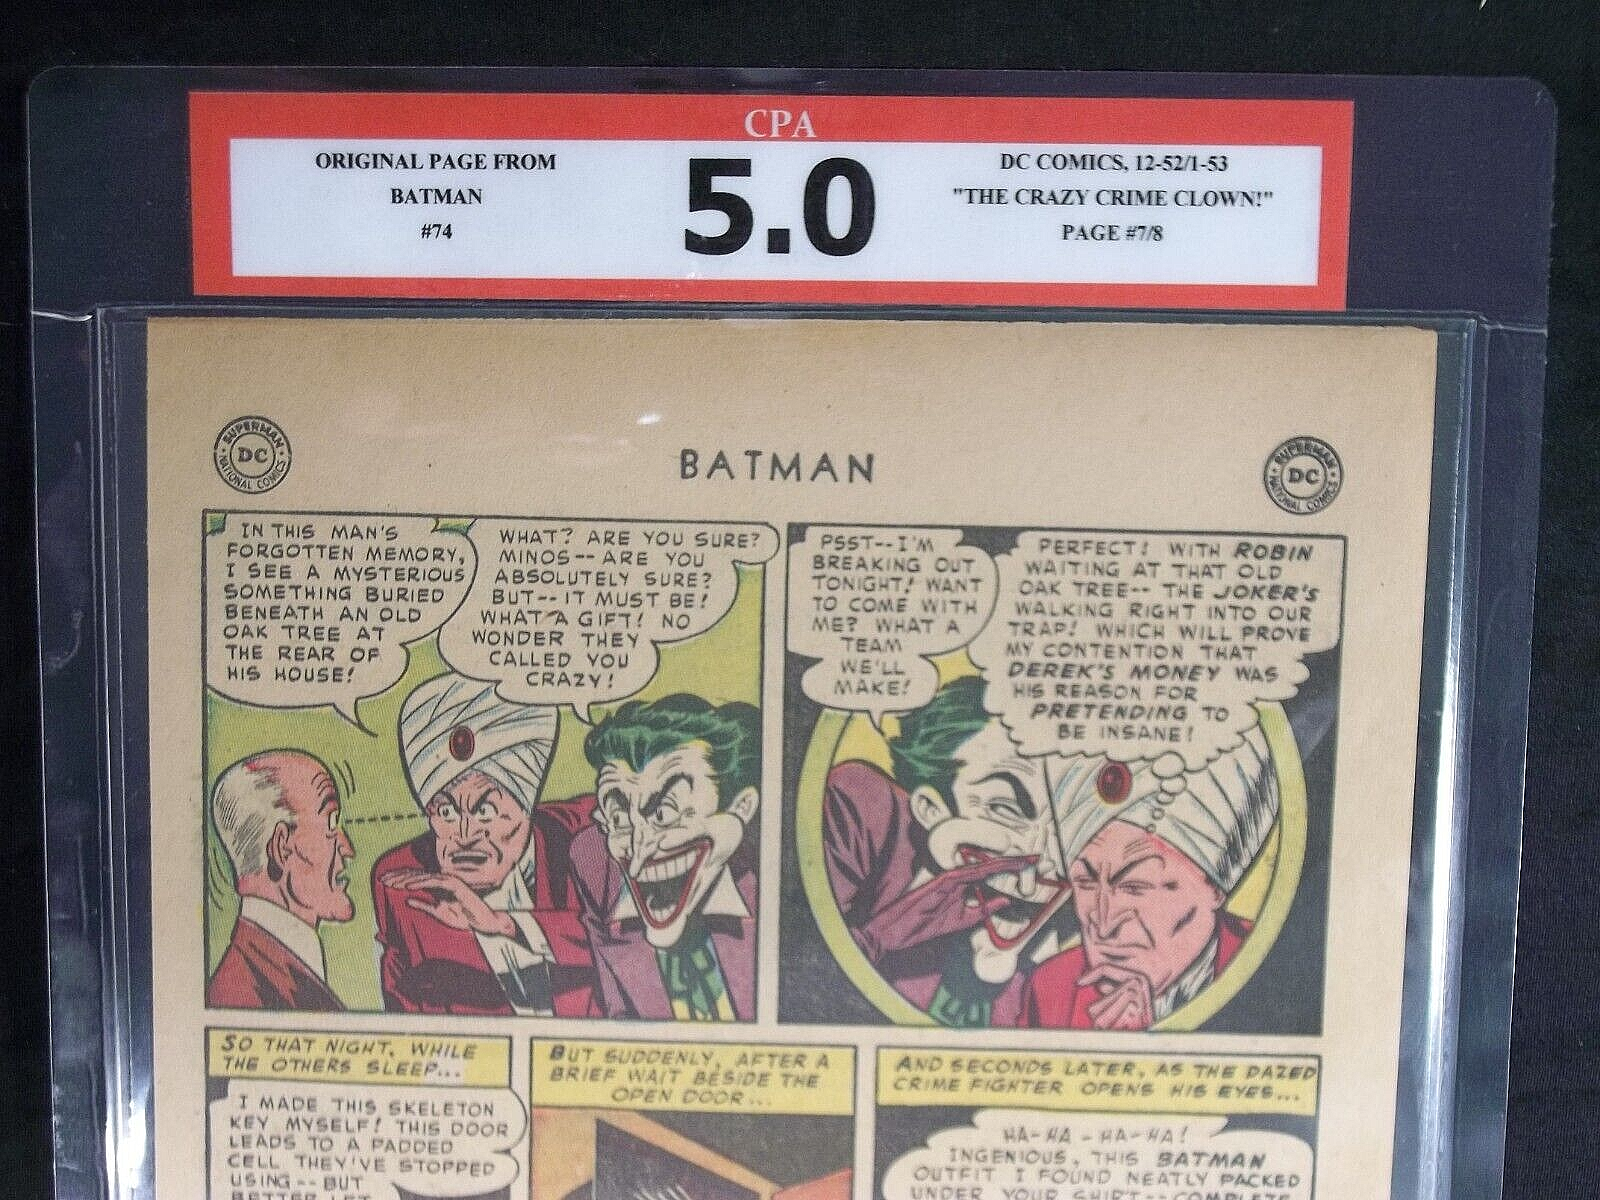 CPA
ORIGINAL PAGE FROM
BATMAN
#74
5.0
DC COMICS, 12-52/1-53
"THE CRAZY CRIME CLOWN!"
PAGE #7/8
SUPERMAN
DC
NATIONAL COMICS
BATMAN
SUPERMAN
DC
NATIONAL COMICS
IN THIS MAN'S
FORGOTTEN MEMORY,
I SEE A MYSTERIOUS
SOMETHING BURIED
BENEATH AN OLD
OAK TREE AT
THE REAR OF
HIS HOUSE!
WHAT? ARE YOU SURE?
MINOS-- ARE YOU
ABSOLUTELY SURE?
BUT-- IT MUST BE!
WHAT A GIFT! NO
WONDER THEY
CALLED YOU
CRAZY!
PSST--I'M
BREAKING OUT
TONIGHT! WANT
TO COME WITH
ME? WHAT A
TEAM
WE'LL
MAKE!
PERFECT! WITH ROBIN
WAITING AT THAT OLD
OAK TREE-- THE JOKER'S
WALKING RIGHT INTO OUR
TRAP! WHICH WILL PROVE
MY CONTENTION THAT
DEREK'S MONEY WAS
HIS REASON FOR
PRETENDING TO
BE INSANE!
SO THAT NIGHT, WHILE
THE OTHERS SLEEP...
I MADE THIS SKELETON
KEY MYSELF! THIS DOOR
LEADS TO A PADDED
CELL THEY'VE STOPPED
USING-- BUT
BETTER LET
BUT SUDDENLY, AFTER A
BRIEF WAIT BESIDE THE
OPEN DOOR...
AND SECONDS LATER, AS THE DAZED
CRIME FIGHTER OPENS HIS EYES...
HA-HA-HA-HA!
INGENIOUS, THIS BATMAN
OUTFIT I FOUND NEATLY PACKED
UNDER YOUR SHIRT-- COMPLETE